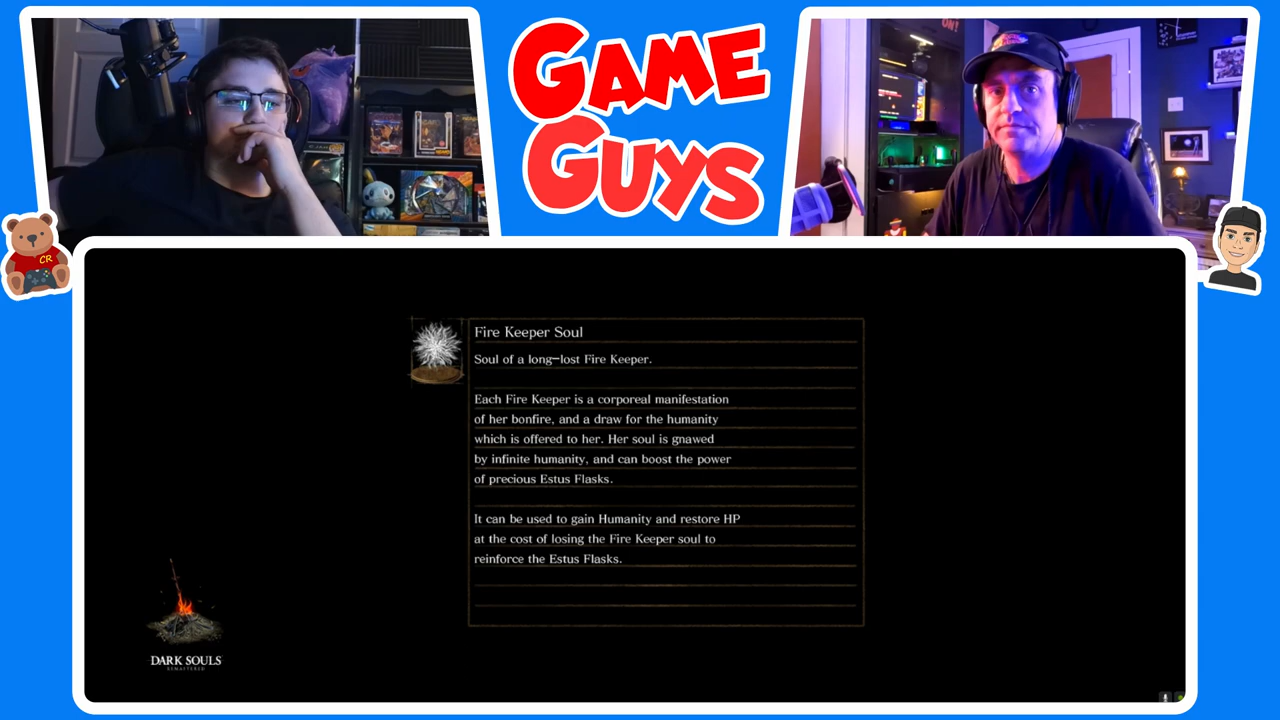 GAME
GUYS
ON!
CR
Fire Keeper Soul
Soul of a long-lost Fire Keeper.
Each Fire Keeper is a corporeal manifestation
of her bonfire, and a draw for the humanity
which is offered to her. Her soul is gnawed
by infinite humanity, and can boost the power
of precious Estus Flasks.
It can be used to gain Humanity and restore HP
at the cost of losing the Fire Keeper soul to
reinforce the Estus Flasks.
DARK SOULS
REMASTERED